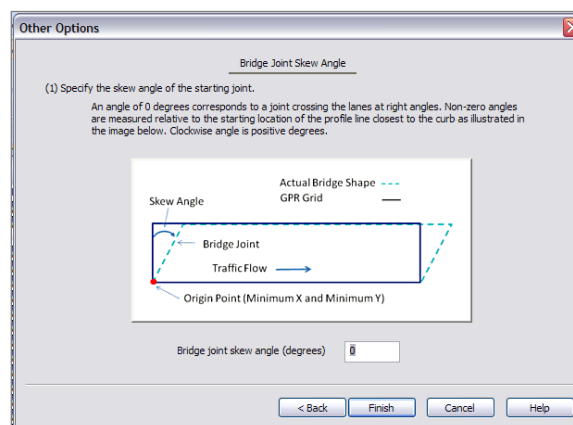 Other Options
Bridge Joint Skew Angle
(1) Specify the skew angle of the starting joint.
An angle of 0 degrees corresponds to a joint crossing the lanes at right angles. Non-zero angles
are measured relative to the starting location of the profile line closest to the curb as illustrated in
the image below. Clockwise angle is positive degrees.
Actual Bridge Shape
GPR Grid
Skew Angle
Bridge Joint
Traffic Flow
Origin Point (Minimum X and Minimum Y)
Bridge joint skew angle (degrees) 0
< Back Finish Cancel Help